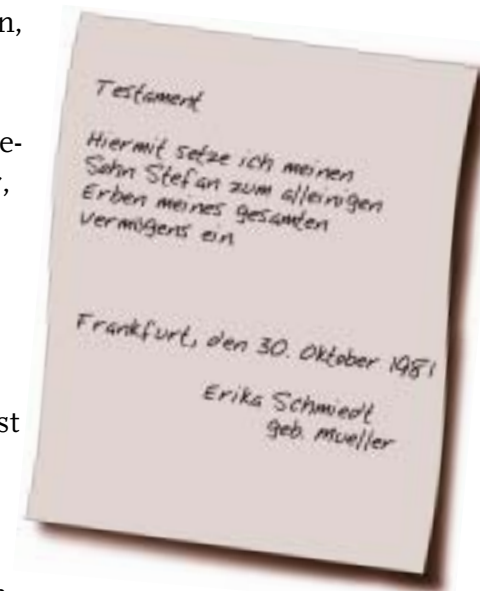 n,
e-
,
st
Testament
Hiermit setze ich meinen
Sohn Stefan zum alleinigen
Erben meines gesamten
Vermögens ein
Frankfurt, den 30. Oktober 1981
Erika Schmiedt
geb. Mueller